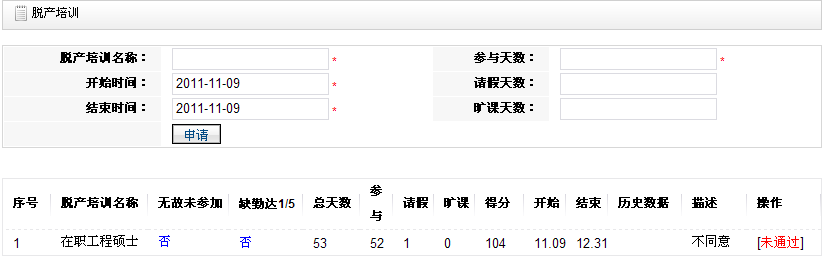 脱产培训
脱产培训名称： * 参与天数： *
开始时间： 2011-11-09 * 请假天数：
结束时间： 2011-11-09 * 旷课天数：
申请
序号 脱产培训名称 无故未参加 缺勤达1/5 总天数 参与 请假 旷课 得分 开始 结束 历史数据 描述 操作
1 在职工程硕士 否 否 53 52 1 0 104 11.09 12.31 不同意 [未通过]